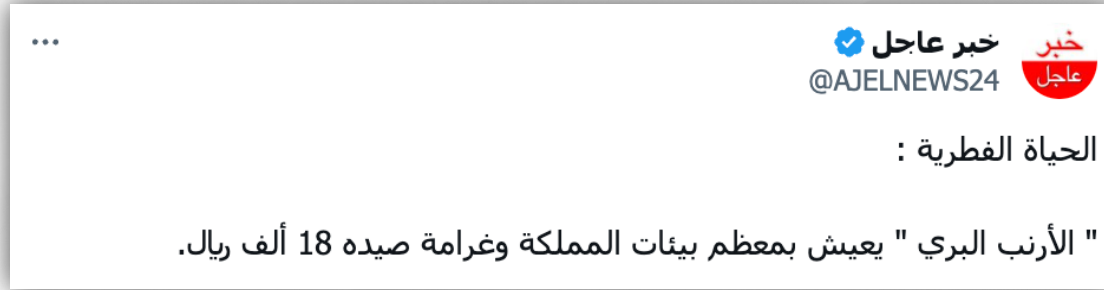 خبر عاجل
خبر
عاجل
@AJELNEWS24
الحياة الفطرية :
" الأرنب البري " يعيش بمعظم بيئات المملكة وغرامة صيده 18 ألف ريال.